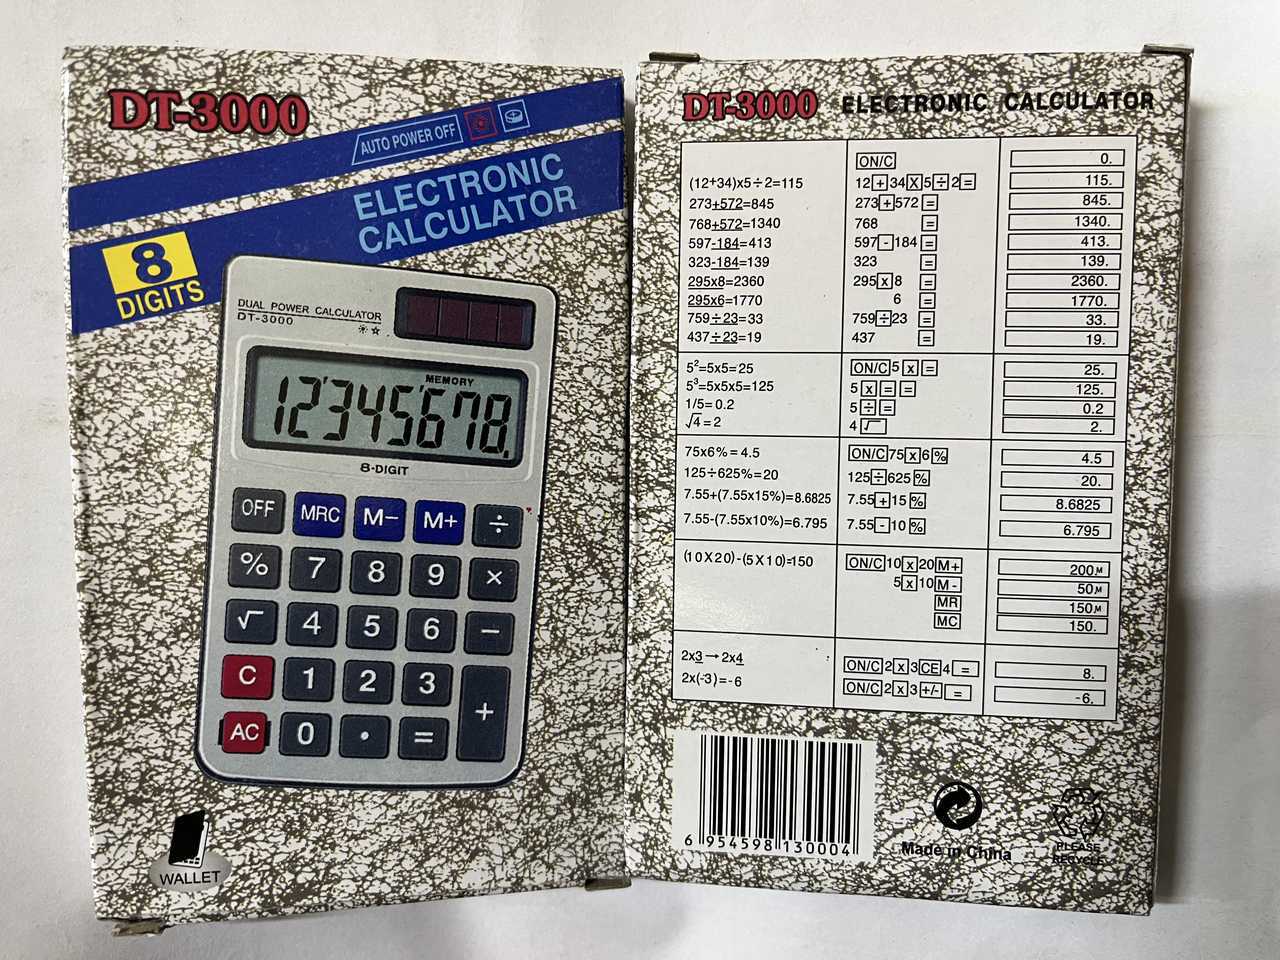 DT-3000
AUTO POWER OFF
ELECTRONIC
CALCULATOR
8
DIGITS
DUAL POWER CALCULATOR
DT-3000
MEMORY
12'345'678.
8-DIGIT
OFF MRC M− M+ ÷
% 7 8 9 ×
√ 4 5 6 −
C 1 2 3
AC 0 . = +
WALLET
DT-3000 ELECTRONIC CALCULATOR
ON/C 0.
(12+34)x5÷2=115 12+34x5÷2= 115.
273+572=845 273+572= 845.
768+572=1340 768 = 1340.
597-184=413 597-184= 413.
323-184=139 323 = 139.
295x8=2360 295x8 = 2360.
295x6=1770 6 = 1770.
759÷23=33 759÷23 = 33.
437÷23=19 437 = 19.
5²=5x5=25 ON/C 5 x = 25.
5³=5x5x5=125 5 x = = 125.
1/5=0.2 5 ÷ = 0.2
√4=2 4 √ 2.
75x6%=4.5 ON/C 75x6% 4.5
125÷625%=20 125÷625% 20.
7.55+(7.55x15%)=8.6825 7.55+15% 8.6825
7.55-(7.55x10%)=6.795 7.55-10% 6.795
(10X20)-(5X10)=150 ON/C 10x20 M+ 200M
5x10 M- 50M
MR 150M
MC 150.
2x3→2x4 ON/C 2x3 CE 4 = 8.
2x(-3)=-6 ON/C 2x3 +/- = -6.
6 954598 130004
Made in China
PLEASE
RECYCLE